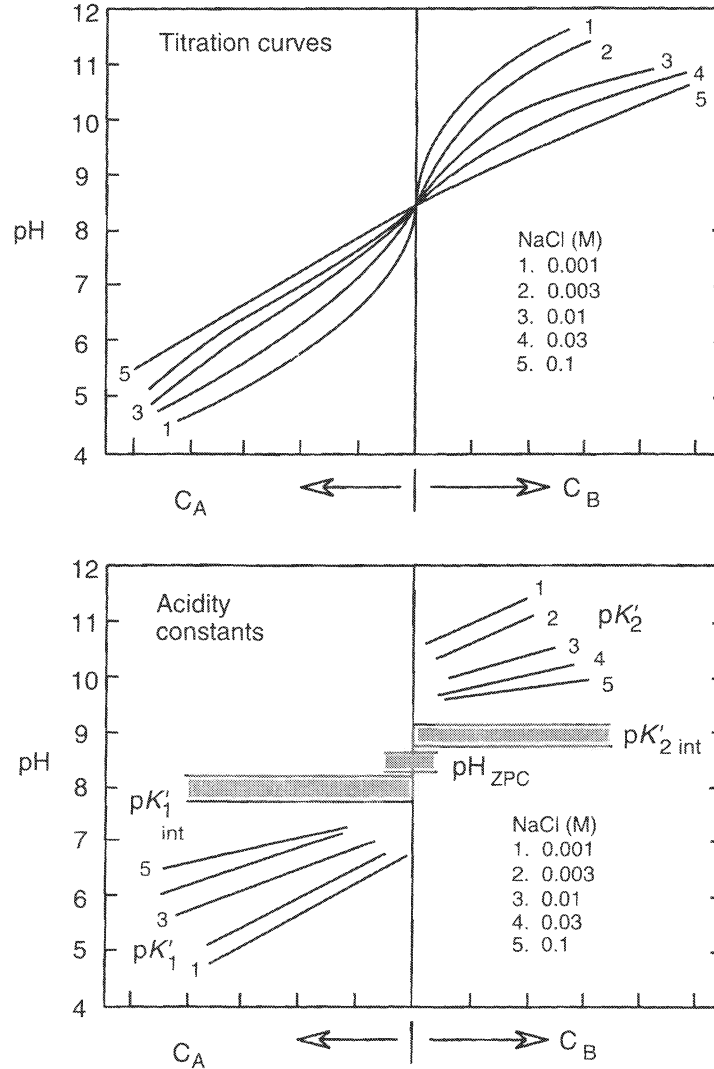 12
Titration curves
1
11
2
3
4
10
5
9
pH
8
NaCl (M)
1. 0.001
7
2. 0.003
3. 0.01
6
4. 0.03
5
5. 0.1
5
3
1
4
C_A
C_B
12
Acidity
constants
1
pK′_2
11
2
3
4
10
5
9
pK′_2 int
pH
pH_ZPC
8
pK′_1 int
NaCl (M)
7
1. 0.001
5
2. 0.003
6
3. 0.01
3
4. 0.03
pK′_1
5
1
5. 0.1
4
C_A
C_B